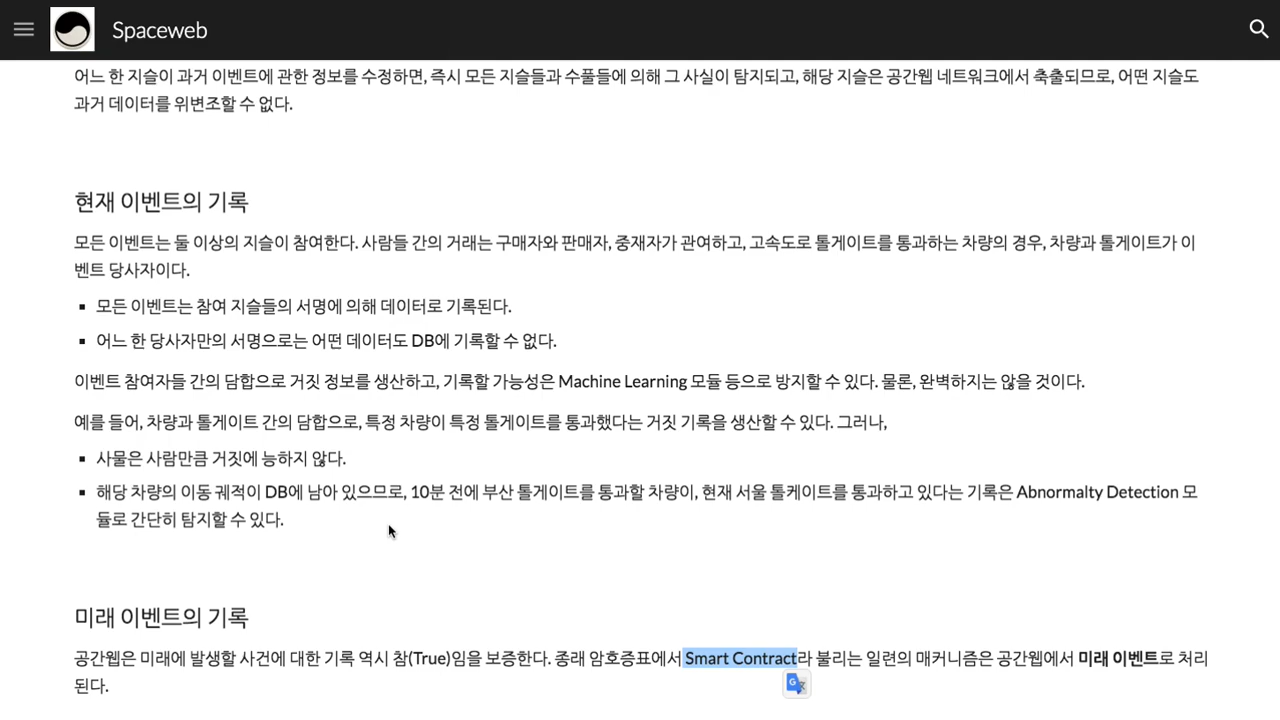 Spaceweb
어느 한 지슬이 과거 이벤트에 관한 정보를 수정하면, 즉시 모든 지슬들과 수풀들에 의해 그 사실이 탐지되고, 해당 지슬은 공간웹 네트워크에서 축출되므로, 어떤 지슬도
과거 데이터를 위변조할 수 없다.
현재 이벤트의 기록
모든 이벤트는 둘 이상의 지슬이 참여한다. 사람들 간의 거래는 구매자와 판매자, 중재자가 관여하고, 고속도로 톨게이트를 통과하는 차량의 경우, 차량과 톨게이트가 이
벤트 당사자이다.
▪ 모든 이벤트는 참여 지슬들의 서명에 의해 데이터로 기록된다.
▪ 어느 한 당사자만의 서명으로는 어떤 데이터도 DB에 기록할 수 없다.
이벤트 참여자들 간의 담합으로 거짓 정보를 생산하고, 기록할 가능성은 Machine Learning 모듈 등으로 방지할 수 있다. 물론, 완벽하지는 않을 것이다.
예를 들어, 차량과 톨게이트 간의 담합으로, 특정 차량이 특정 톨게이트를 통과했다는 거짓 기록을 생산할 수 있다. 그러나,
▪ 사물은 사람만큼 거짓에 능하지 않다.
▪ 해당 차량의 이동 궤적이 DB에 남아 있으므로, 10분 전에 부산 톨게이트를 통과할 차량이, 현재 서울 톨케이트를 통과하고 있다는 기록은 Abnormalty Detection 모
듈로 간단히 탐지할 수 있다.
미래 이벤트의 기록
공간웹은 미래에 발생할 사건에 대한 기록 역시 참(True)임을 보증한다. 종래 암호증표에서 Smart Contract라 불리는 일련의 매커니즘은 공간웹에서 미래 이벤트로 처리
된다.